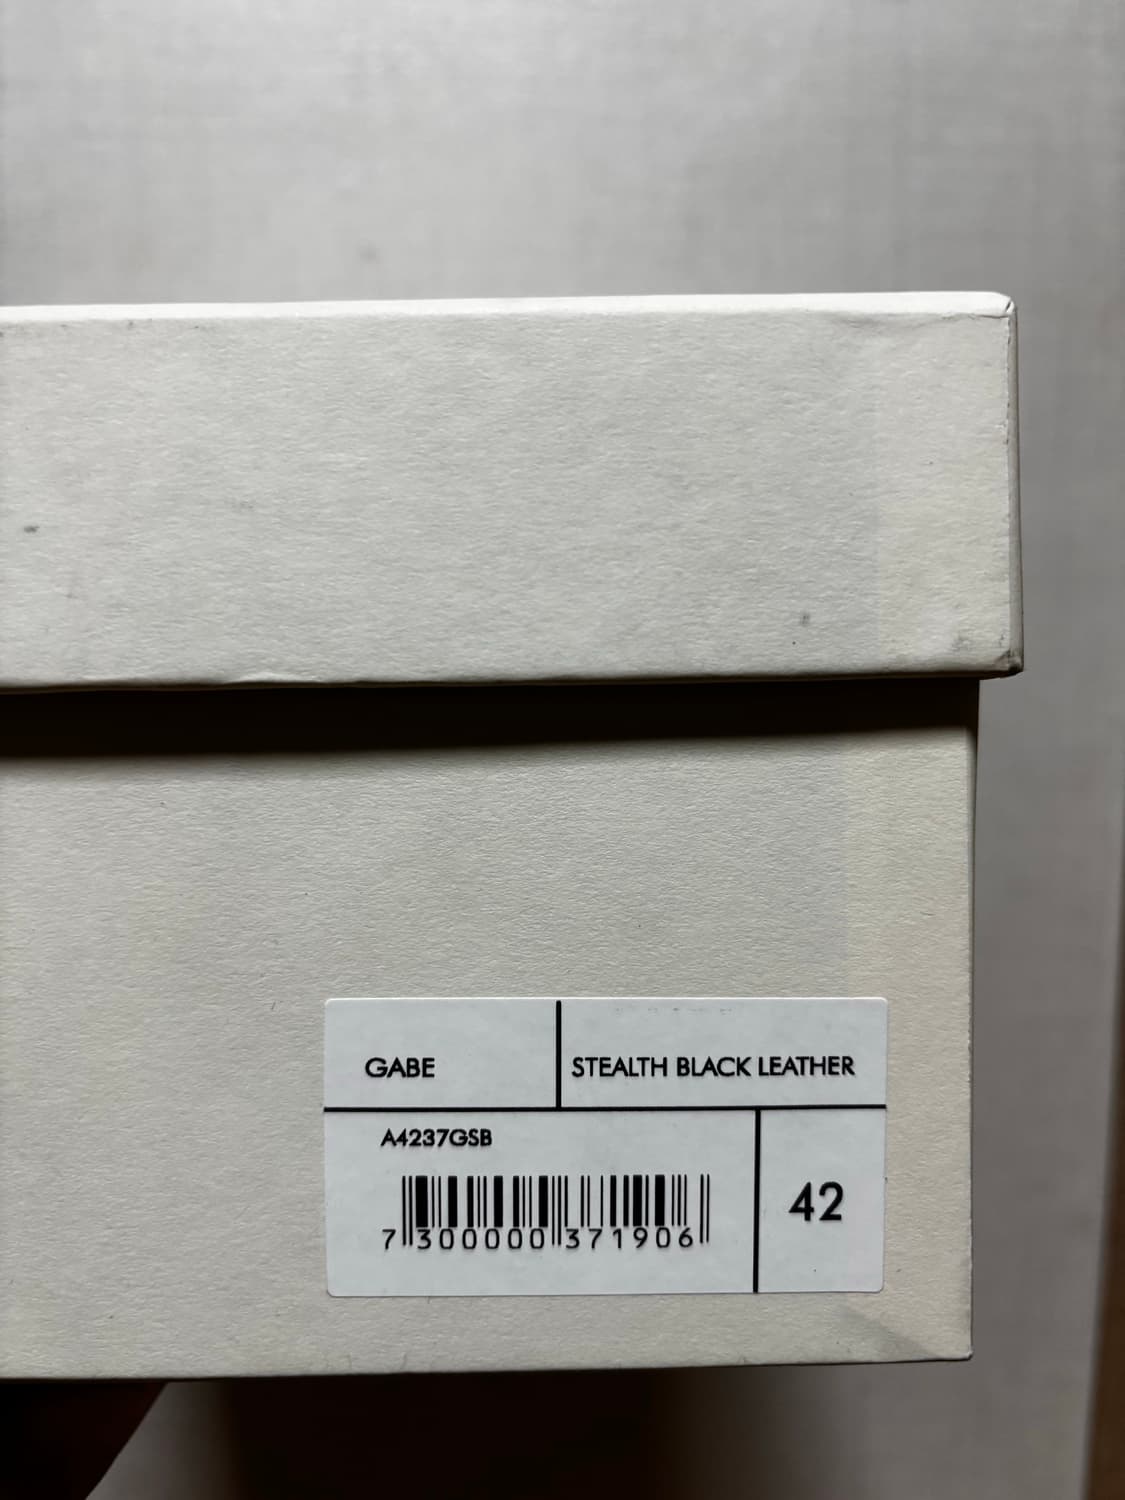 GABE
STEALTH BLACK LEATHER
A4237GSB
7 300000 371906
42